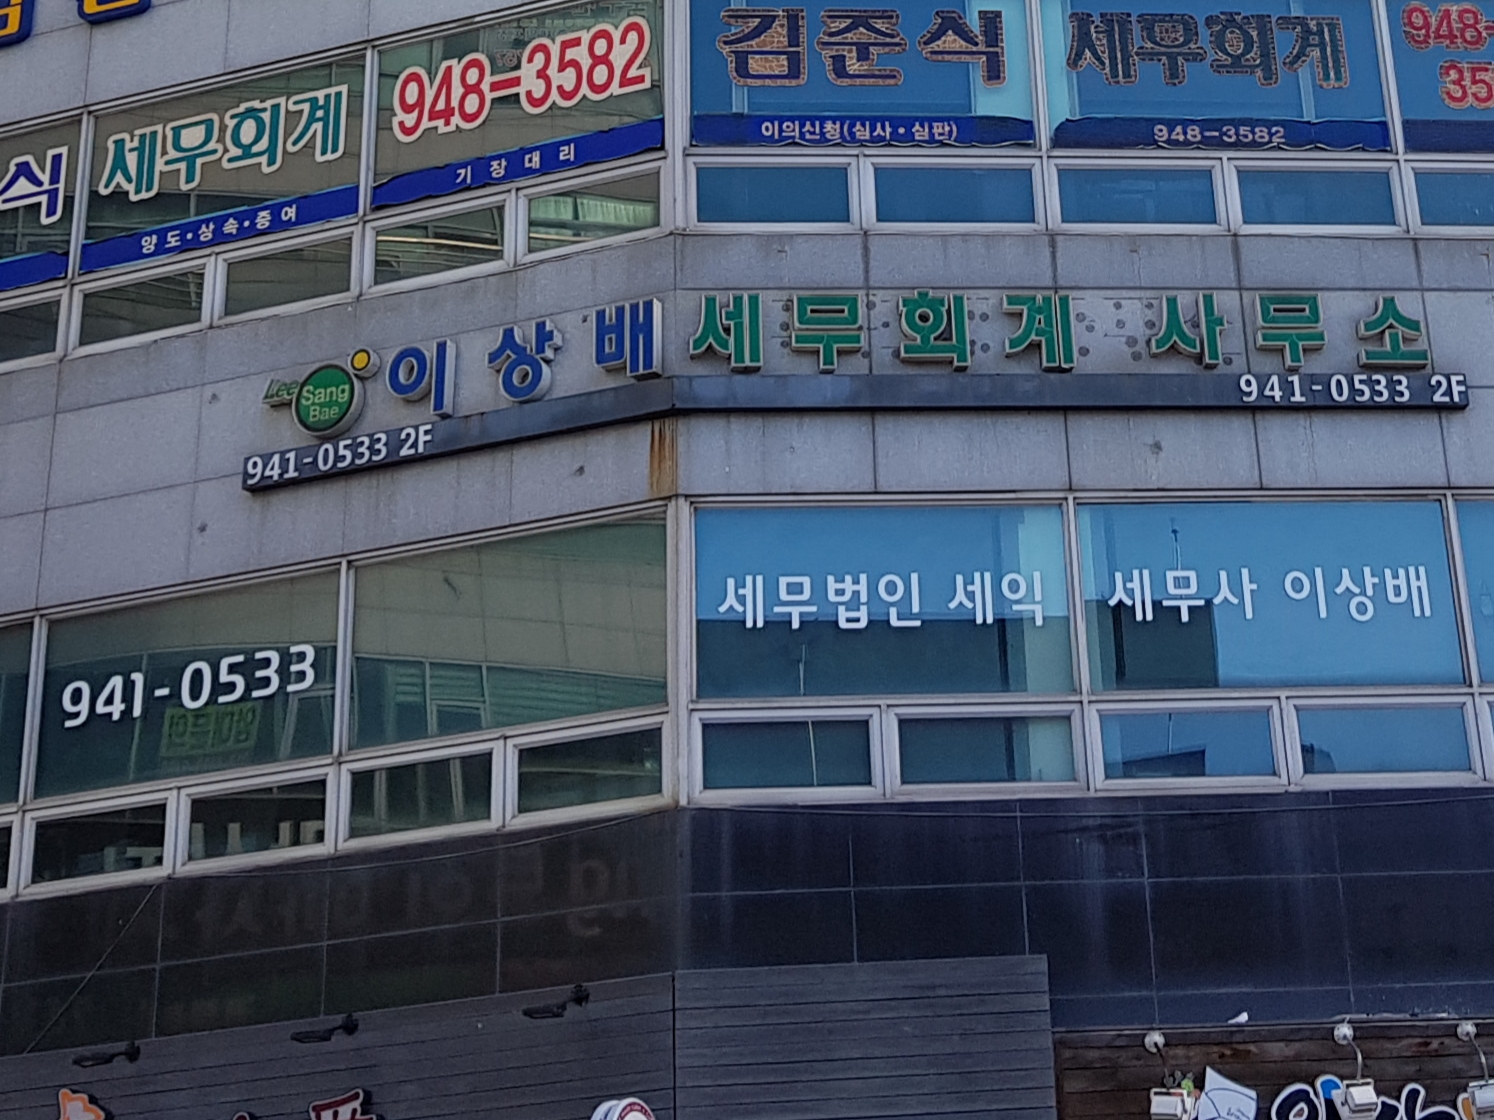 식 세무회계 948-3582
양도·상속·증여
기장대리
김준식 세무회계 948-
이의신청(심사·심판)
948-3582
Lee Sang Bae
이상배 세무회계 사무소
941-0533 2F
941-0533 2F
941-0533
세무법인 세익
세무사 이상배